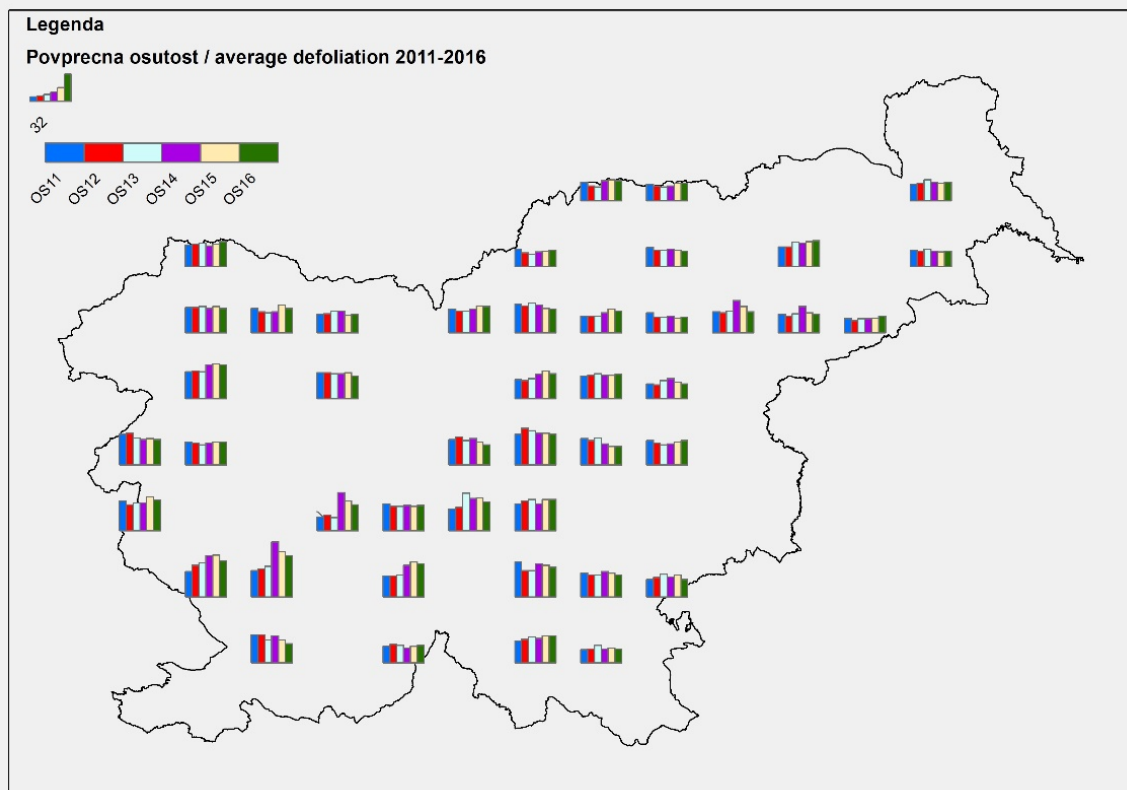 Legenda
Povprecna osutost / average defoliation 2011-2016
32
OS11 OS12 OS13 OS14 OS15 OS16